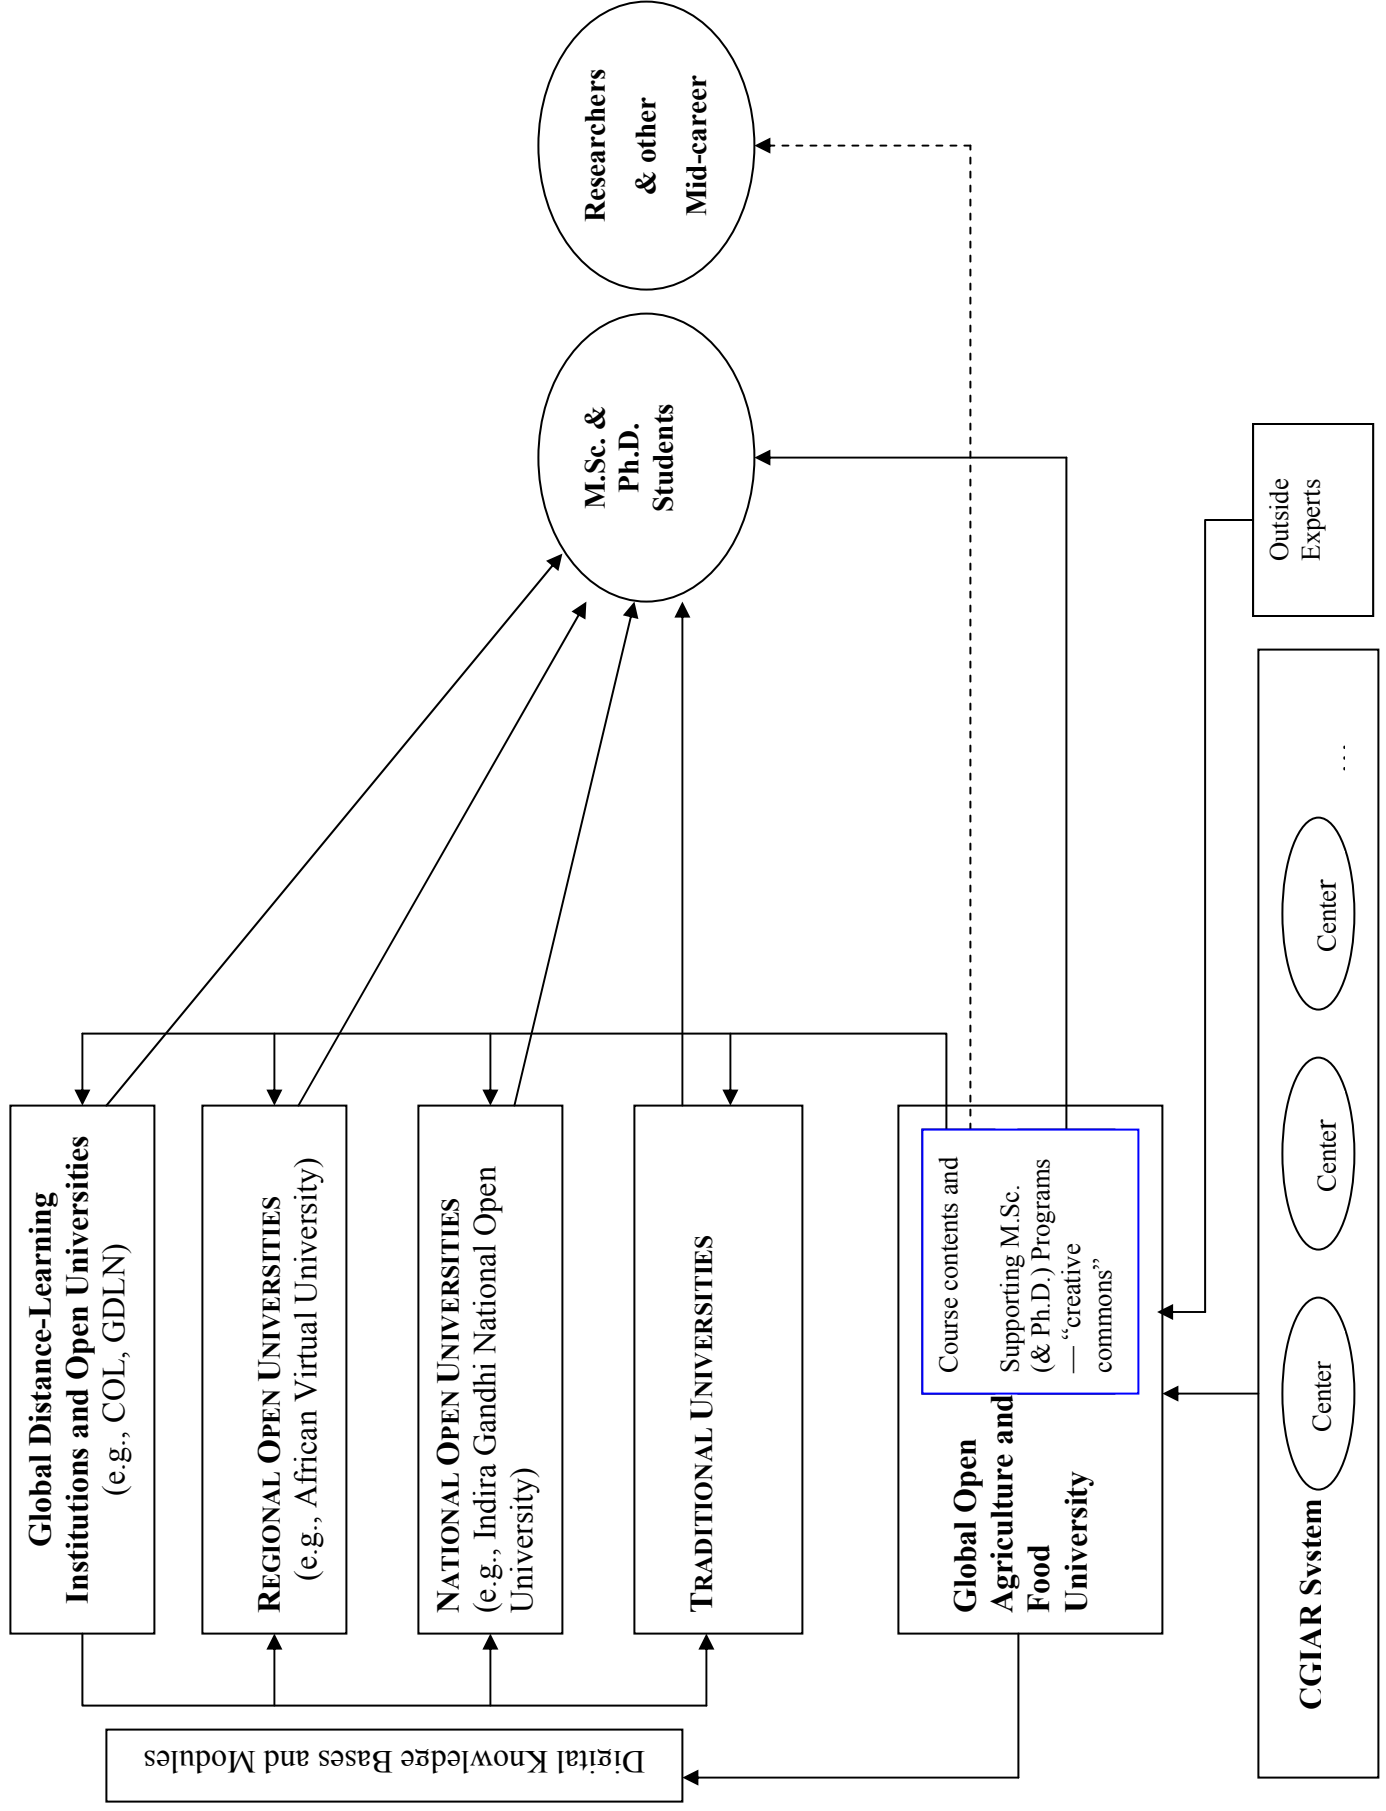 Digital Knowledge Bases and Modules
Global Distance-Learning
Institutions and Open Universities
(e.g., COL, GDLN)
REGIONAL OPEN UNIVERSITIES
(e.g., African Virtual University)
NATIONAL OPEN UNIVERSITIES
(e.g., Indira Gandhi National Open
University)
TRADITIONAL UNIVERSITIES
Global Open
Agriculture and
Food
University
Course contents and
Supporting M.Sc.
(& Ph.D.) Programs
— “creative
commons”
CGIAR System
Center
Center
Center
...
Outside
Experts
M.Sc. &
Ph.D.
Students
Researchers
& other
Mid-career